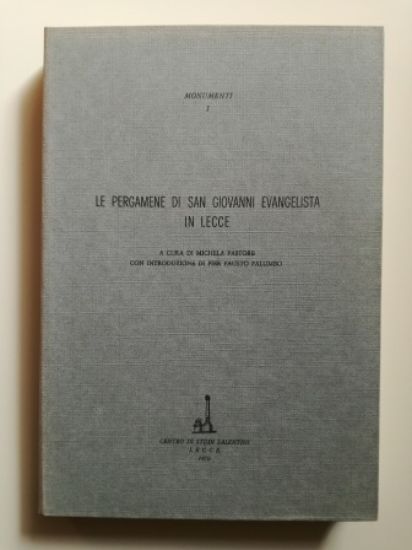 MONUMENTI
I
LE PERGAMENE DI SAN GIOVANNI EVANGELISTA
IN LECCE
A CURA DI MICHELA PASTORE
CON INTRODUZIONE DI PIER FAUSTO PALUMBO
CENTRO DI STUDI SALENTINI
LECCE